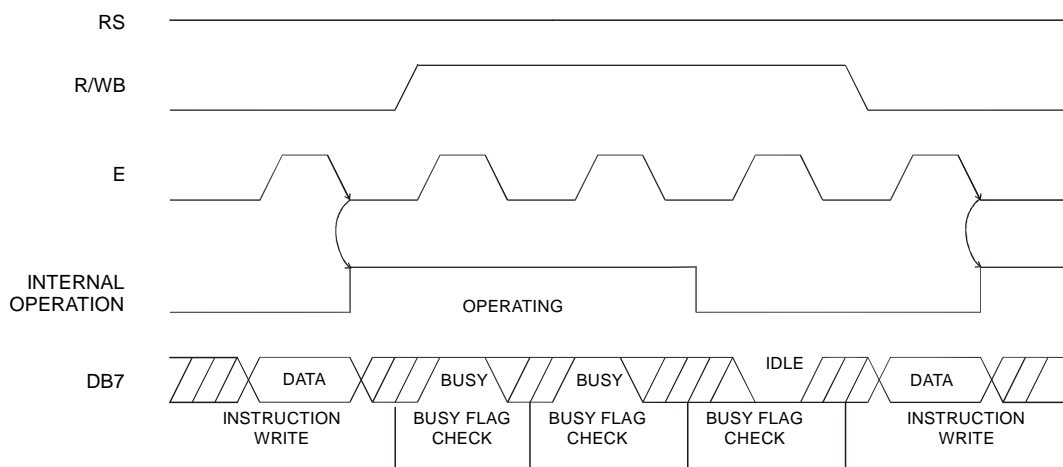 RS
R/WB
E
INTERNAL
OPERATION
OPERATING
DB7
DATA
BUSY
BUSY
IDLE
DATA
INSTRUCTION
WRITE
BUSY FLAG
CHECK
BUSY FLAG
CHECK
BUSY FLAG
CHECK
INSTRUCTION
WRITE